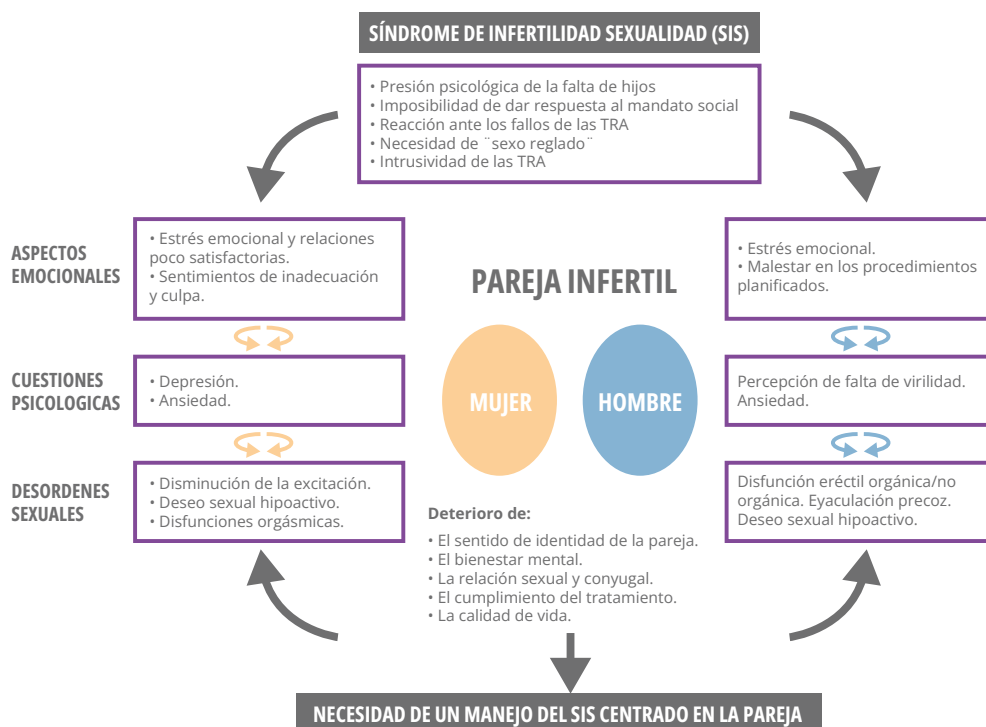 SÍNDROME DE INFERTILIDAD SEXUALIDAD (SIS)
• Presión psicológica de la falta de hijos
• Imposibilidad de dar respuesta al mandato social
• Reacción ante los fallos de las TRA
• Necesidad de ¨sexo reglado¨
• Intrusividad de las TRA
ASPECTOS
EMOCIONALES
• Estrés emocional y relaciones
poco satisfactorias.
• Sentimientos de inadecuación
y culpa.
PAREJA INFERTIL
• Estrés emocional.
• Malestar en los procedimientos
planificados.
CUESTIONES
PSICOLOGICAS
• Depresión.
• Ansiedad.
MUJER
HOMBRE
Percepción de falta de virilidad.
Ansiedad.
DESORDENES
SEXUALES
• Disminución de la excitación.
• Deseo sexual hipoactivo.
• Disfunciones orgásmicas.
Disfunción eréctil orgánica/no
orgánica. Eyaculación precoz.
Deseo sexual hipoactivo.
Deterioro de:
• El sentido de identidad de la pareja.
• El bienestar mental.
• La relación sexual y conyugal.
• El cumplimiento del tratamiento.
• La calidad de vida.
NECESIDAD DE UN MANEJO DEL SIS CENTRADO EN LA PAREJA